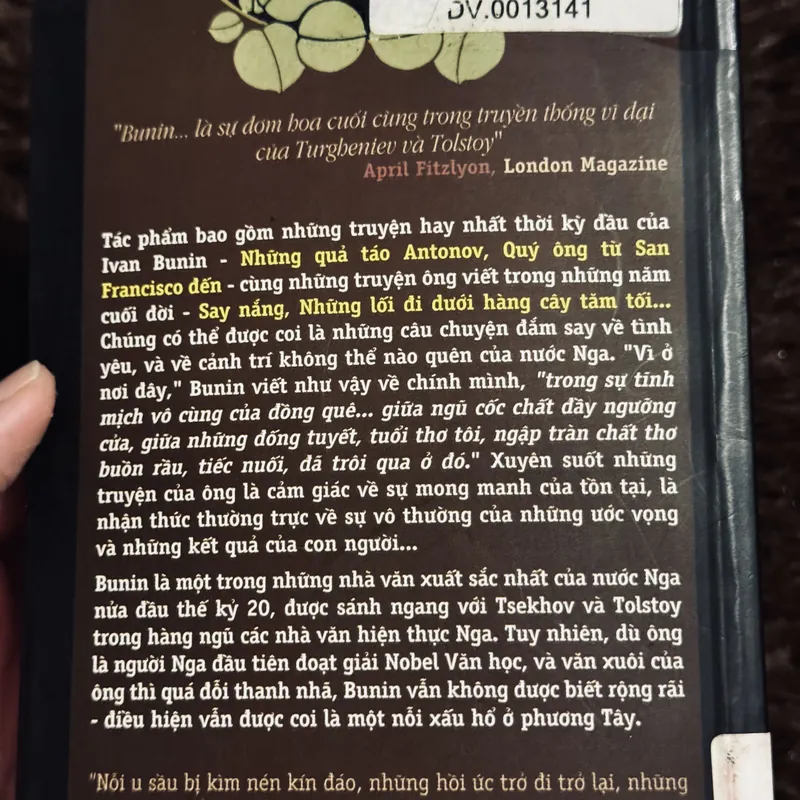 DV.0013141
"Bunin... là sự đơm hoa cuối cùng trong truyền thống vĩ đại
của Turgheniev và Tolstoy"
April Fitzlyon, London Magazine
Tác phẩm bao gồm những truyện hay nhất thời kỳ đầu của
Ivan Bunin - Những quả táo Antonov, Quý ông từ San
Francisco đến - cùng những truyện ông viết trong những năm
cuối đời - Say nắng, Những lối đi dưới hàng cây tăm tối...
Chúng có thể được coi là những câu chuyện đắm say về tình
yêu, và về cảnh trí không thể nào quên của nước Nga. "Vì ở
nơi đây," Bunin viết như vậy về chính mình, "trong sự tĩnh
mịch vô cùng của đồng quê... giữa ngũ cốc chất đầy ngưỡng
cửa, giữa những đống tuyết, tuổi thơ tôi, ngập tràn chất thơ
buồn rầu, tiếc nuối, đã trôi qua ở đó." Xuyên suốt những
truyện của ông là cảm giác về sự mong manh của tồn tại, là
nhận thức thường trực về sự vô thường của những ước vọng
và những kết quả của con người...
Bunin là một trong những nhà văn xuất sắc nhất của nước Nga
nửa đầu thế kỷ 20, được sánh ngang với Tsekhov và Tolstoy
trong hàng ngũ các nhà văn hiện thực Nga. Tuy nhiên, dù ông
là người Nga đầu tiên đoạt giải Nobel Văn học, và văn xuôi của
ông thì quá đỗi thanh nhã, Bunin vẫn không được biết rộng rãi
- điều hiện vẫn được coi là một nỗi xấu hổ ở phương Tây.
"Nỗi u sầu bị kìm nén kín đáo, những hồi ức trở đi trở lại, những